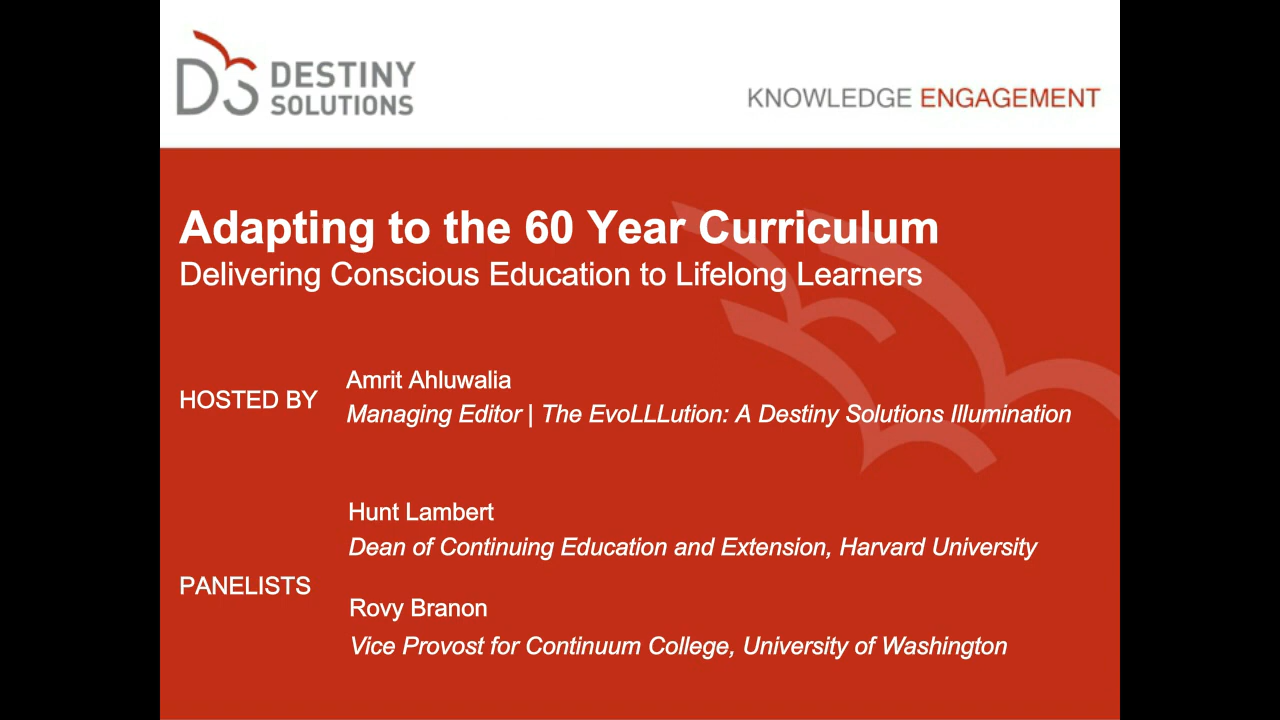 DS DESTINY
SOLUTIONS
KNOWLEDGE ENGAGEMENT
Adapting to the 60 Year Curriculum
Delivering Conscious Education to Lifelong Learners
HOSTED BY
Amrit Ahluwalia
Managing Editor | The EvoLLLution: A Destiny Solutions Illumination
PANELISTS
Hunt Lambert
Dean of Continuing Education and Extension, Harvard University
Rovy Branon
Vice Provost for Continuum College, University of Washington